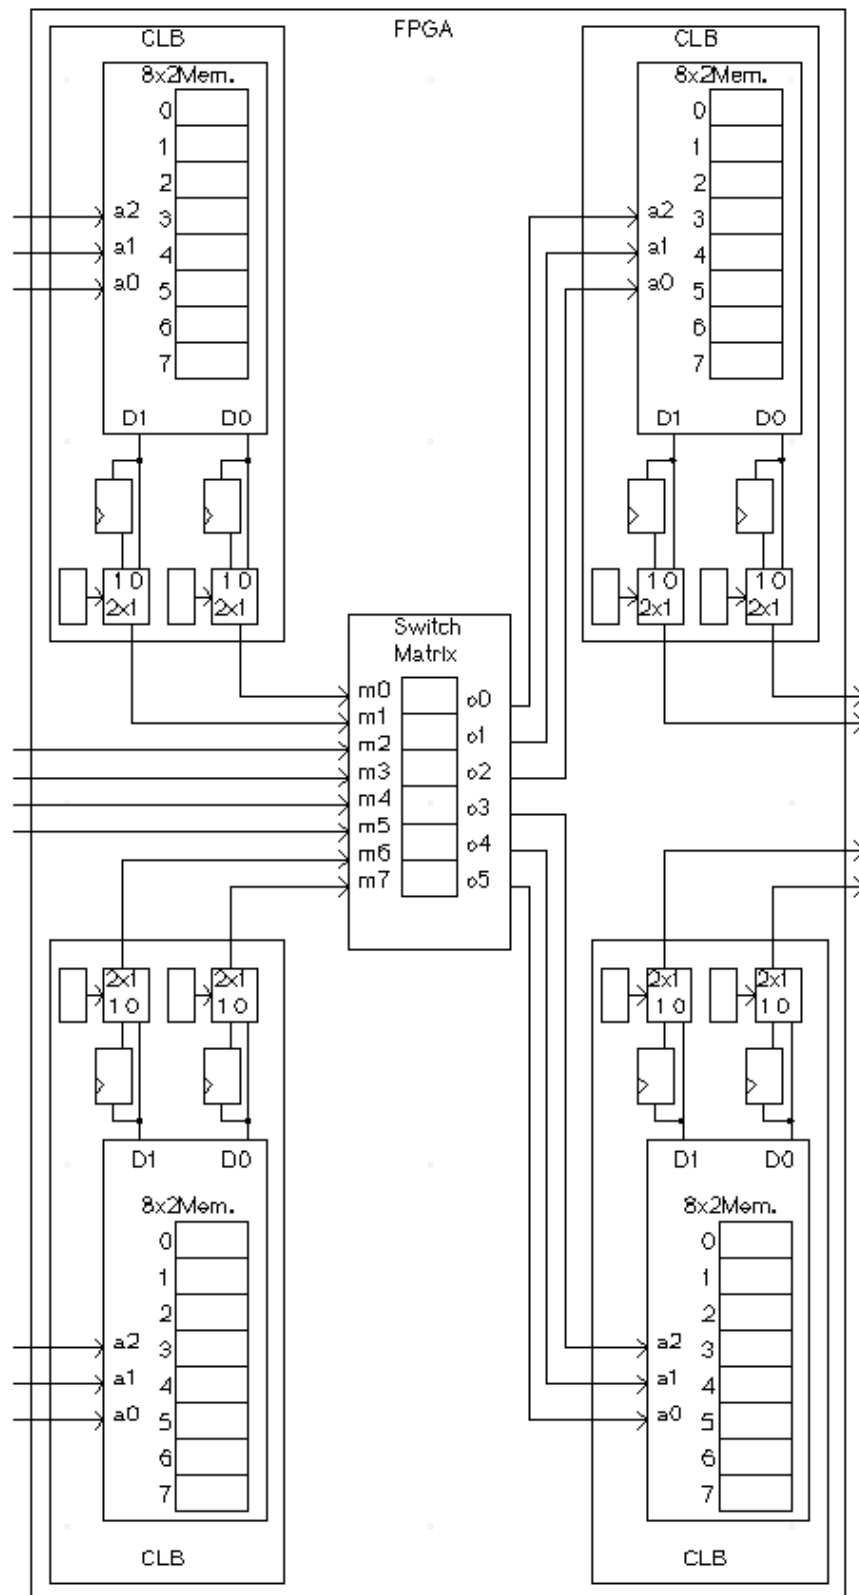 FPGA
CLB
8x2Mem.
0
1
2
a2 3
a1 4
a0 5
6
7
D1 D0
1 0 1 0
2x1 2x1
CLB
8x2Mem.
0
1
2
a2 3
a1 4
a0 5
6
7
D1 D0
1 0 1 0
2x1 2x1
Switch
Matrix
m0 o0
m1 o1
m2 o2
m3 o3
m4 o4
m5 o5
m6
m7
2x1 2x1
1 0 1 0
D1 D0
8x2Mem.
0
1
2
a2 3
a1 4
a0 5
6
7
CLB
2x1 2x1
1 0 1 0
D1 D0
8x2Mem.
0
1
2
a2 3
a1 4
a0 5
6
7
CLB